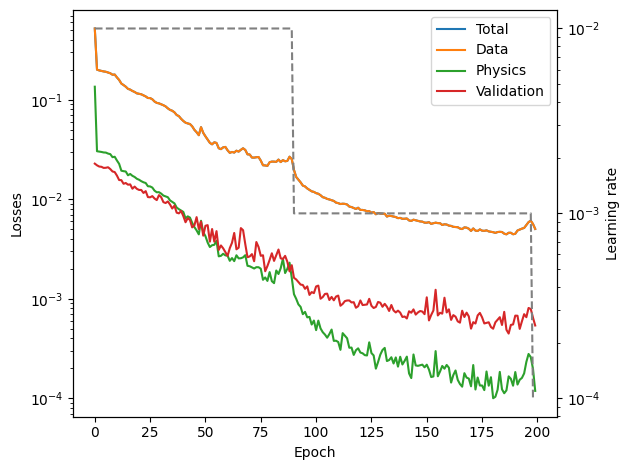 Total
Data
Physics
Validation
10⁻¹
10⁻²
10⁻³
10⁻⁴
Losses
10⁻²
10⁻³
10⁻⁴
Learning rate
0 25 50 75 100 125 150 175 200
Epoch